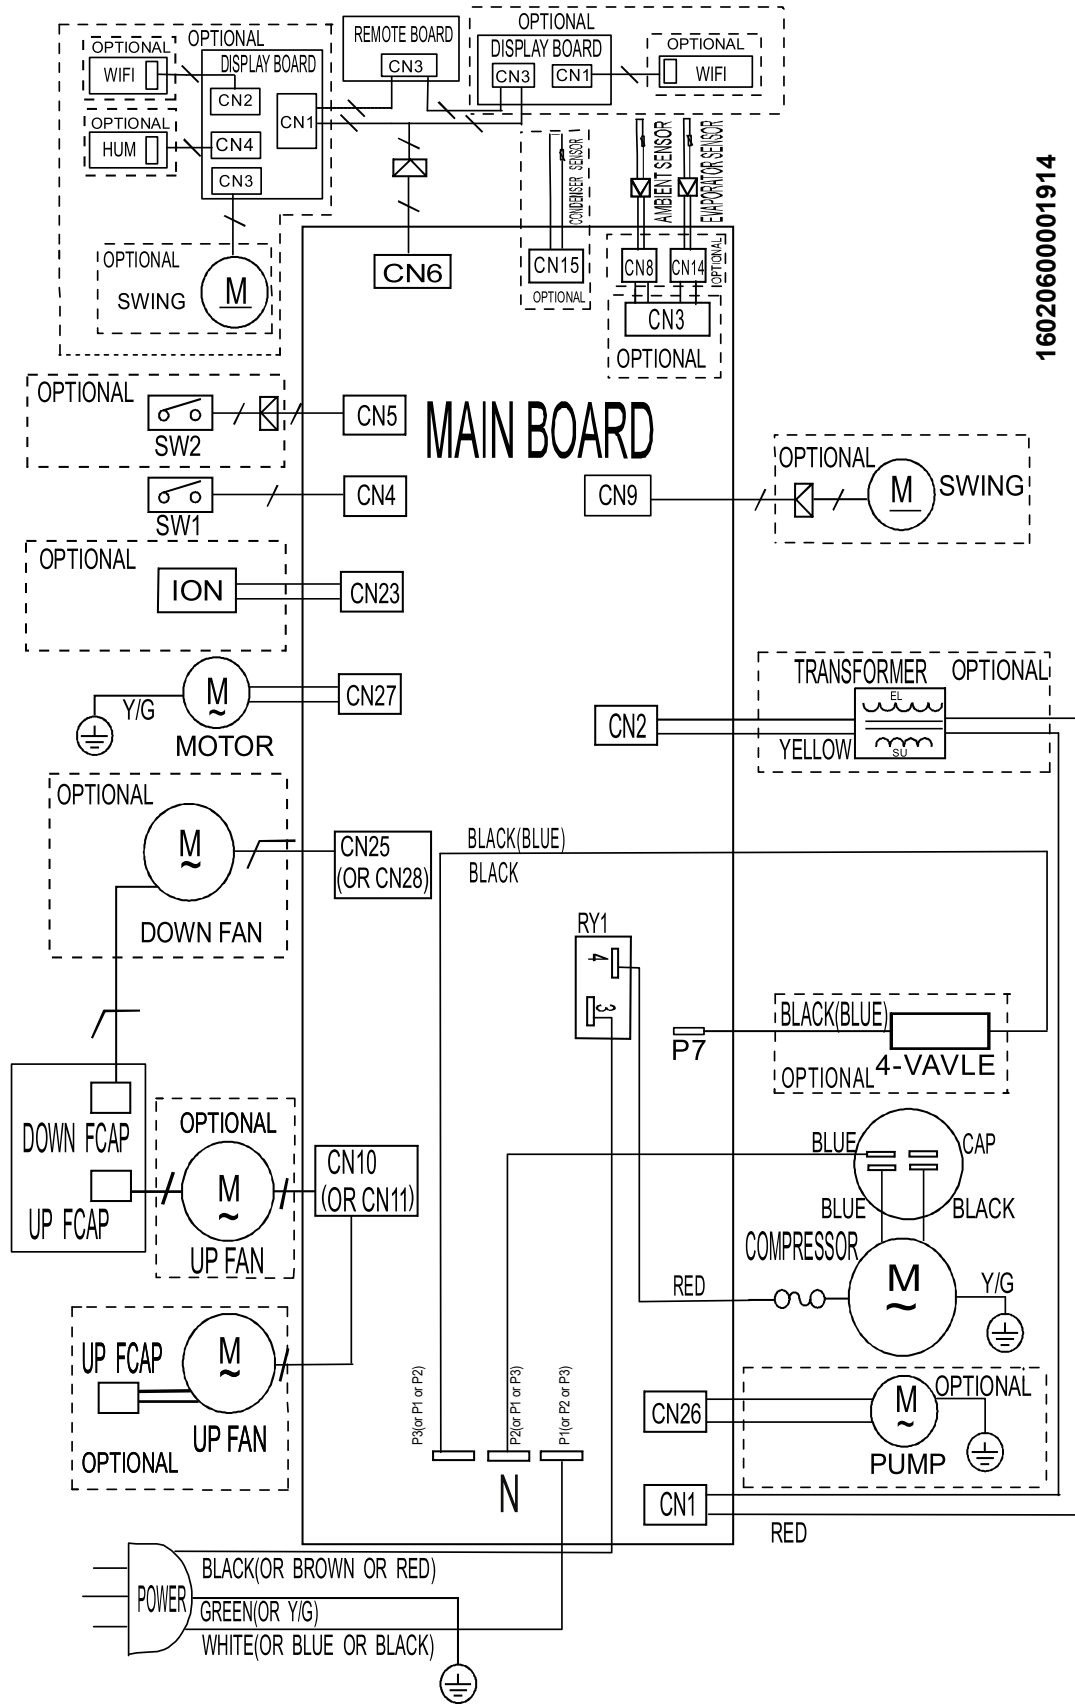 OPTIONAL
WIFI
OPTIONAL
DISPLAY BOARD
CN2
CN1
OPTIONAL
HUM
CN4
CN3
OPTIONAL
SWING
M
REMOTE BOARD
CN3
OPTIONAL
DISPLAY BOARD
CN3
CN1
OPTIONAL
WIFI
CN6
CONDENSER SENSOR
CN15
OPTIONAL
AMBIENT SENSOR
EVAPORATOR SENSOR
CN8
CN14
OPTIONAL
CN3
OPTIONAL
1602060001914
OPTIONAL
SW2
CN5
MAIN BOARD
SW1
CN4
CN9
OPTIONAL
M
SWING
OPTIONAL
ION
CN23
M
~
Y/G
MOTOR
CN27
CN2
TRANSFORMER
OPTIONAL
EL
YELLOW
SU
OPTIONAL
M
~
DOWN FAN
CN25
(OR CN28)
BLACK(BLUE)
BLACK
RY1
4
3
P7
BLACK(BLUE)
4-VAVLE
OPTIONAL
DOWN FCAP
UP FCAP
OPTIONAL
M
~
UP FAN
CN10
(OR CN11)
BLUE
CAP
BLUE
BLACK
COMPRESSOR
M
~
RED
Y/G
UP FCAP
M
~
UP FAN
OPTIONAL
P3(or P1 or P2)
P2(or P1 or P3)
P1(or P2 or P3)
N
CN26
M
~
OPTIONAL
PUMP
CN1
RED
POWER
BLACK(OR BROWN OR RED)
GREEN(OR Y/G)
WHITE(OR BLUE OR BLACK)